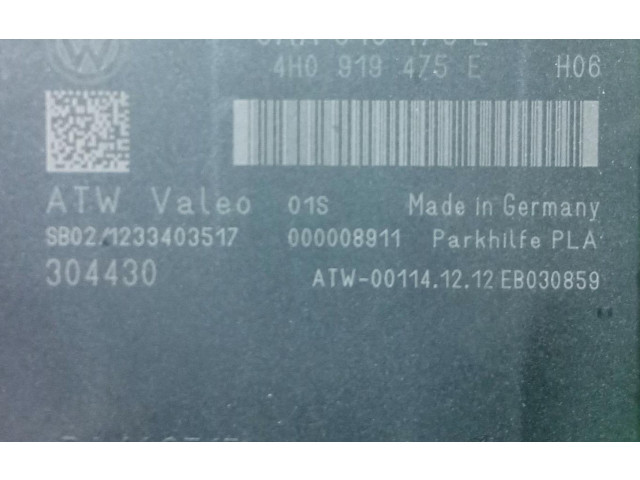 4H0 919 475 E H06
ATW Valeo 01S Made in Germany
SB02/1233403517 000008911 Parkhilfe PLA
304430 ATW-00114.12.12 EB030859